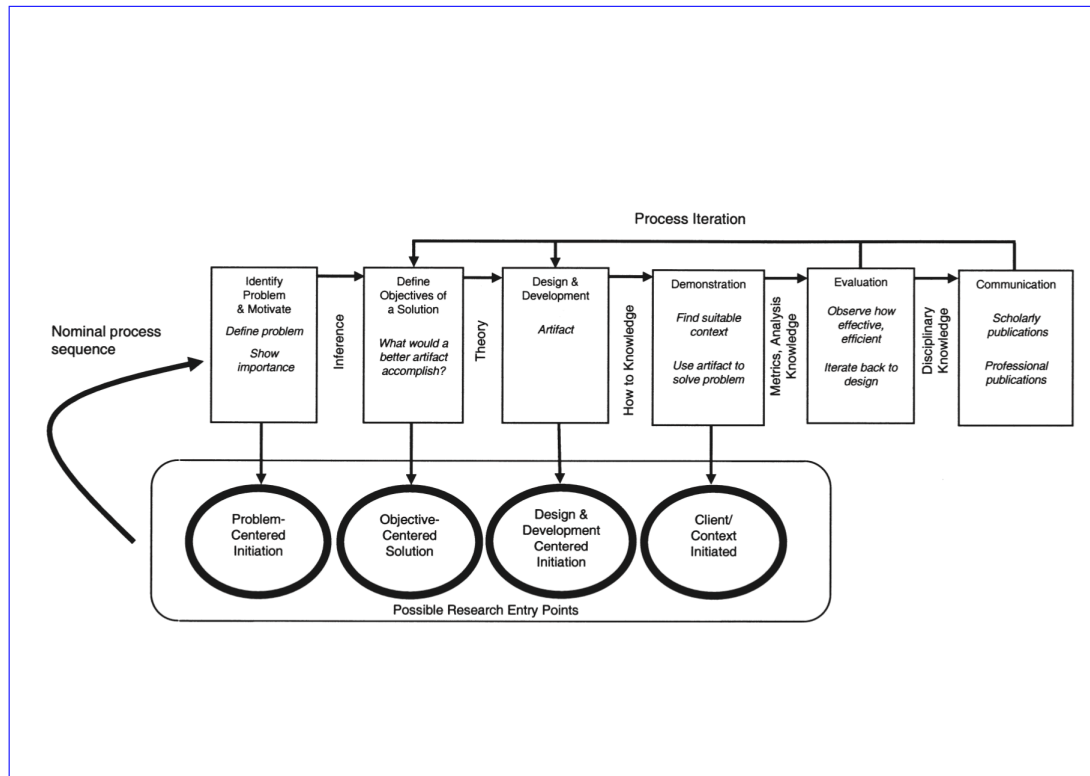 Process Iteration
Nominal process
sequence
Identify
Problem
& Motivate
Define problem
Show
importance
Inference
Define
Objectives of
a Solution
What would a
better artifact
accomplish?
Theory
Design &
Development
Artifact
How to Knowledge
Demonstration
Find suitable
context
Use artifact to
solve problem
Metrics, Analysis
Knowledge
Evaluation
Observe how
effective,
efficient
Iterate back to
design
Disciplinary
Knowledge
Communication
Scholarly
publications
Professional
publications
Problem-
Centered
Initiation
Objective-
Centered
Solution
Design &
Development
Centered
Initiation
Client/
Context
Initiated
Possible Research Entry Points